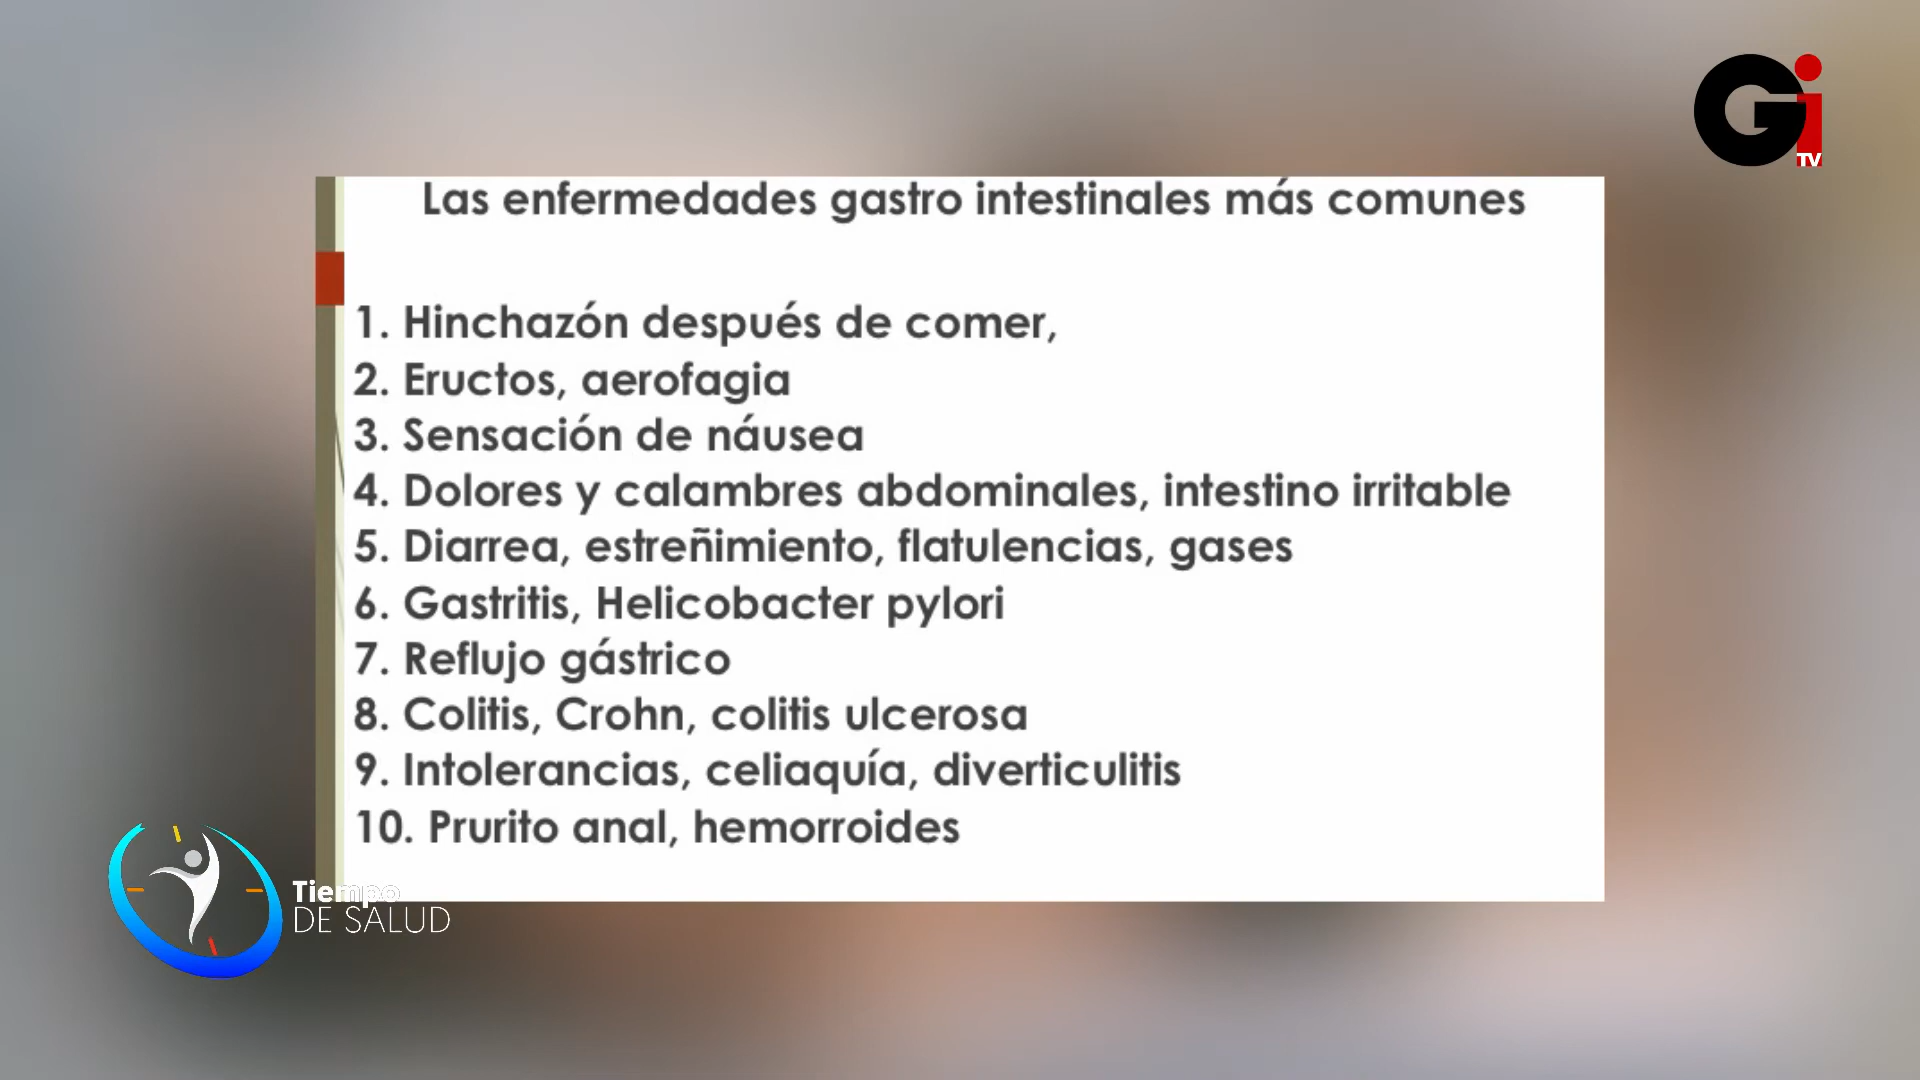 Gi
TV
Las enfermedades gastro intestinales más comunes
1. Hinchazón después de comer,
2. Eructos, aerofagia
3. Sensación de náusea
4. Dolores y calambres abdominales, intestino irritable
5. Diarrea, estreñimiento, flatulencias, gases
6. Gastritis, Helicobacter pylori
7. Reflujo gástrico
8. Colitis, Crohn, colitis ulcerosa
9. Intolerancias, celiaquía, diverticulitis
10. Prurito anal, hemorroides
Tiempo
DE SALUD